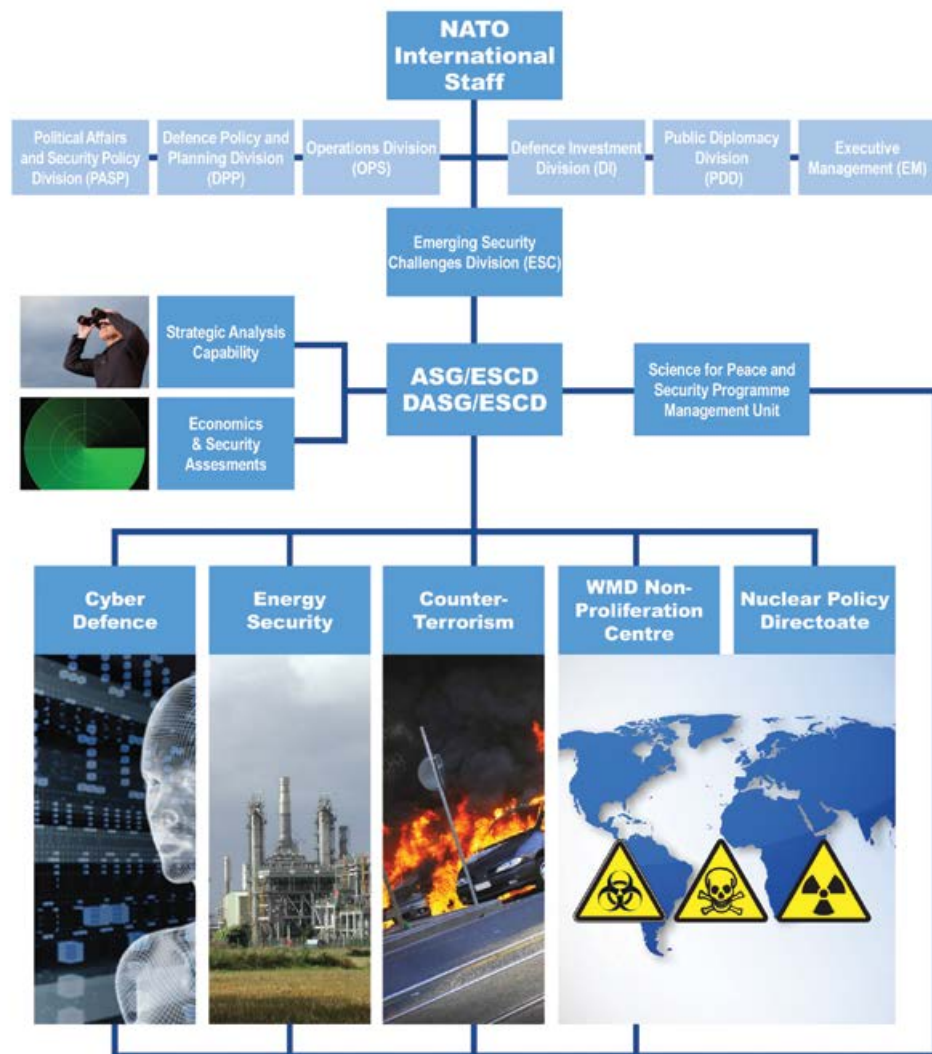 NATO
International
Staff
Political Affairs
and Security Policy
Division (PASP)
Defence Policy and
Planning Division
(DPP)
Operations Division
(OPS)
Defence Investment
Division (DI)
Public Diplomacy
Division
(PDD)
Executive
Management (EM)
Emerging Security
Challenges Division (ESC)
Strategic Analysis
Capability
ASG/ESCD
DASG/ESCD
Science for Peace and
Security Programme
Management Unit
Economics
& Security
Assesments
Cyber
Defence
Energy
Security
Counter-
Terrorism
WMD Non-
Proliferation
Centre
Nuclear Policy
Directoate